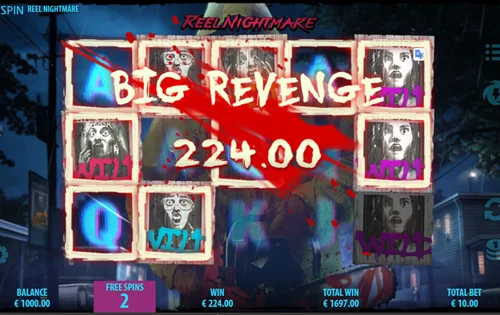 SPIN REEL NIGHTMARE
REEL NIGHTMARE
A A
BIG REVENGE
WILD
224.00
WILD
Q WILD K WILD
BALANCE FREE SPINS WIN TOTAL WIN TOTAL BET
€ 1000.00 2 € 224.00 € 1697.00 € 10.00